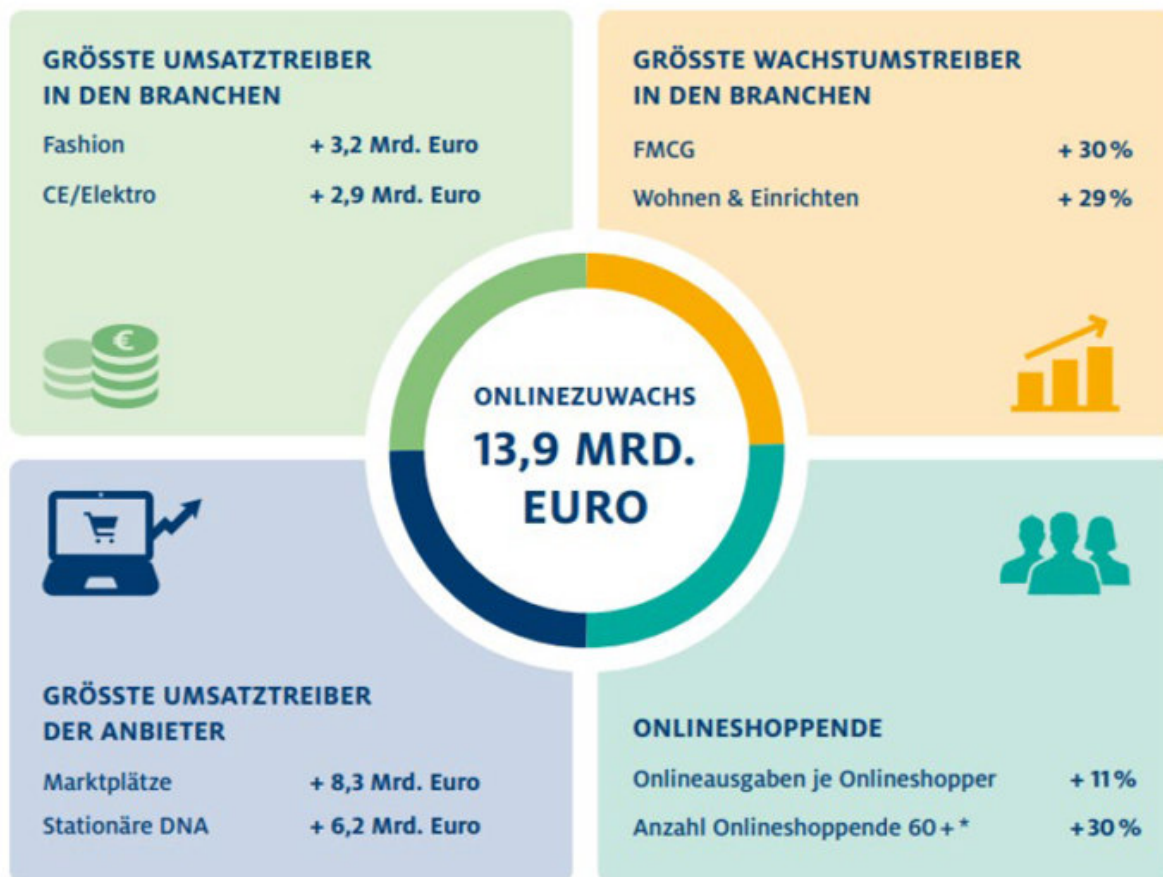 GRÖSSTE UMSATZTREIBER
IN DEN BRANCHEN
Fashion + 3,2 Mrd. Euro
CE/Elektro + 2,9 Mrd. Euro
€
GRÖSSTE WACHSTUMSTREIBER
IN DEN BRANCHEN
FMCG + 30 %
Wohnen & Einrichten + 29 %
ONLINEZUWACHS
13,9 MRD.
EURO
GRÖSSTE UMSATZTREIBER
DER ANBIETER
Marktplätze + 8,3 Mrd. Euro
Stationäre DNA + 6,2 Mrd. Euro
ONLINESHOPPENDE
Onlineausgaben je Onlineshopper + 11 %
Anzahl Onlineshoppende 60 + * + 30 %